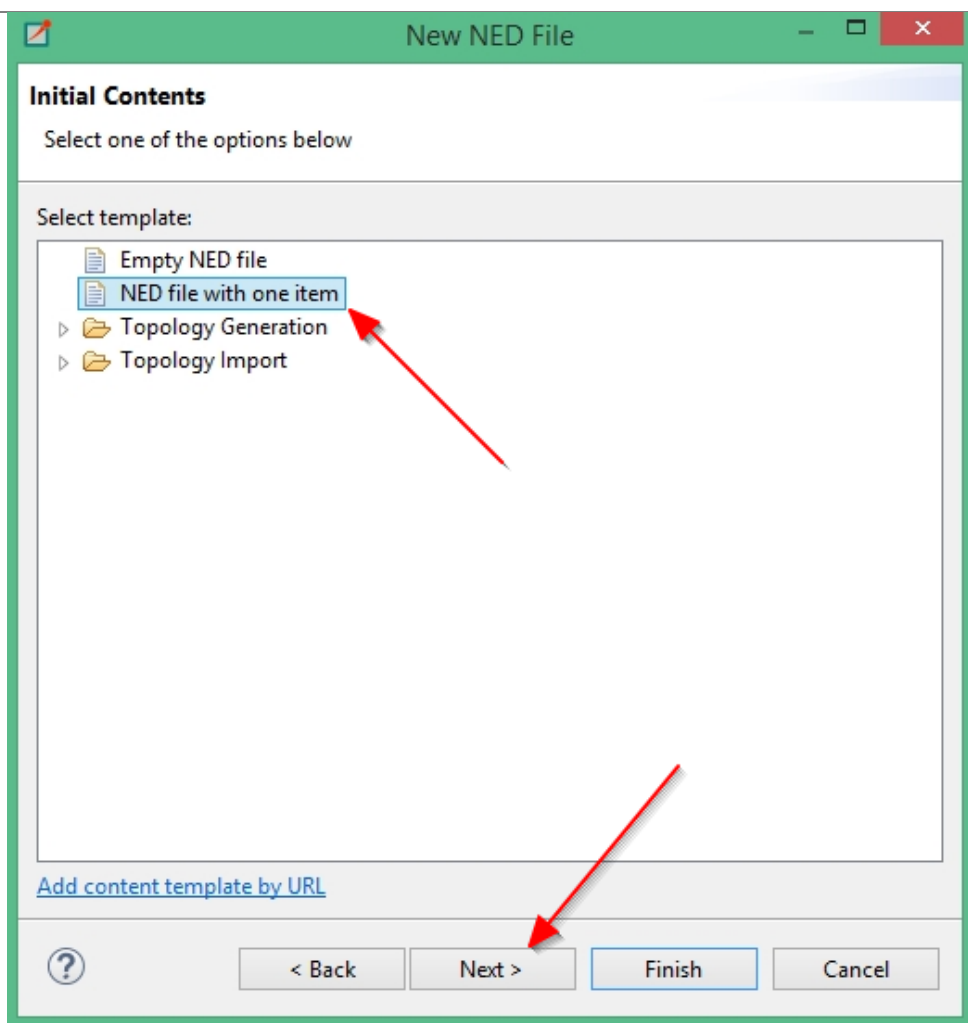 New NED File
Initial Contents
Select one of the options below
Select template:
Empty NED file
NED file with one item
Topology Generation
Topology Import
Add content template by URL
? < Back Next > Finish Cancel